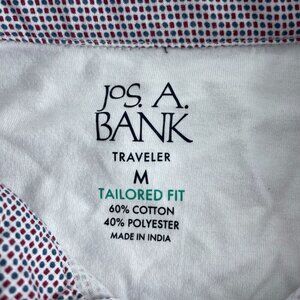 JOS. A.
BANK
TRAVELER
M
TAILORED FIT
60% COTTON
40% POLYESTER
MADE IN INDIA